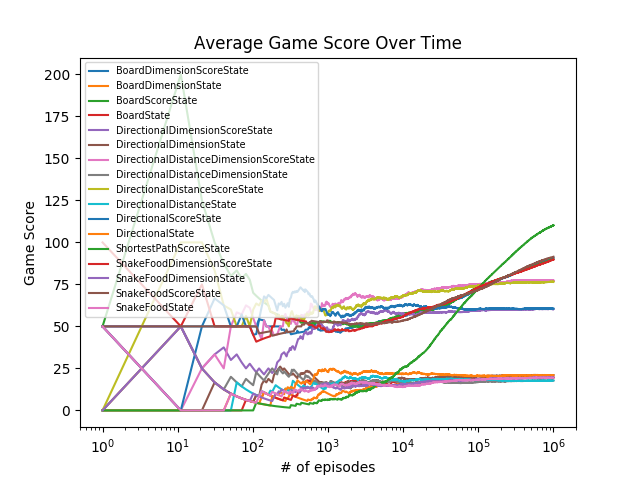 Average Game Score Over Time
Game Score
200
175
150
125
100
75
50
25
0
BoardDimensionScoreState
BoardDimensionState
BoardScoreState
BoardState
DirectionalDimensionScoreState
DirectionalDimensionState
DirectionalDistanceDimensionScoreState
DirectionalDistanceDimensionState
DirectionalDistanceScoreState
DirectionalDistanceState
DirectionalScoreState
DirectionalState
ShortestPathScoreState
SnakeFoodDimensionScoreState
SnakeFoodDimensionState
SnakeFoodScoreState
SnakeFoodState
10⁰ 10¹ 10² 10³ 10⁴ 10⁵ 10⁶
# of episodes